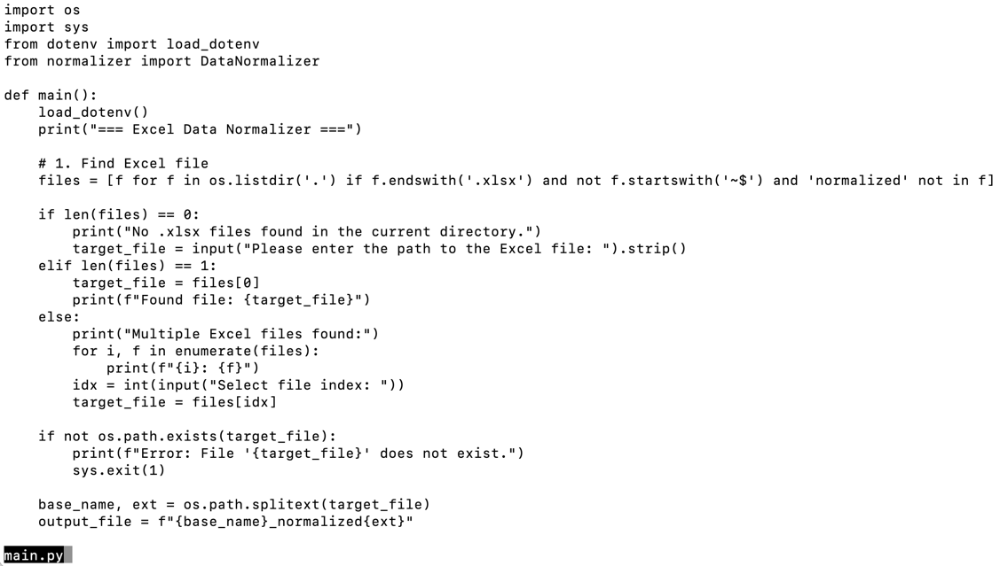 import os
import sys
from dotenv import load_dotenv
from normalizer import DataNormalizer

def main():
    load_dotenv()
    print("=== Excel Data Normalizer ===")

    # 1. Find Excel file
    files = [f for f in os.listdir('.') if f.endswith('.xlsx') and not f.startswith('~$') and 'normalized' not in f]

    if len(files) == 0:
        print("No .xlsx files found in the current directory.")
        target_file = input("Please enter the path to the Excel file: ").strip()
    elif len(files) == 1:
        target_file = files[0]
        print(f"Found file: {target_file}")
    else:
        print("Multiple Excel files found:")
        for i, f in enumerate(files):
            print(f"{i}: {f}")
        idx = int(input("Select file index: "))
        target_file = files[idx]

    if not os.path.exists(target_file):
        print(f"Error: File '{target_file}' does not exist.")
        sys.exit(1)

    base_name, ext = os.path.splitext(target_file)
    output_file = f"{base_name}_normalized{ext}"

main.py